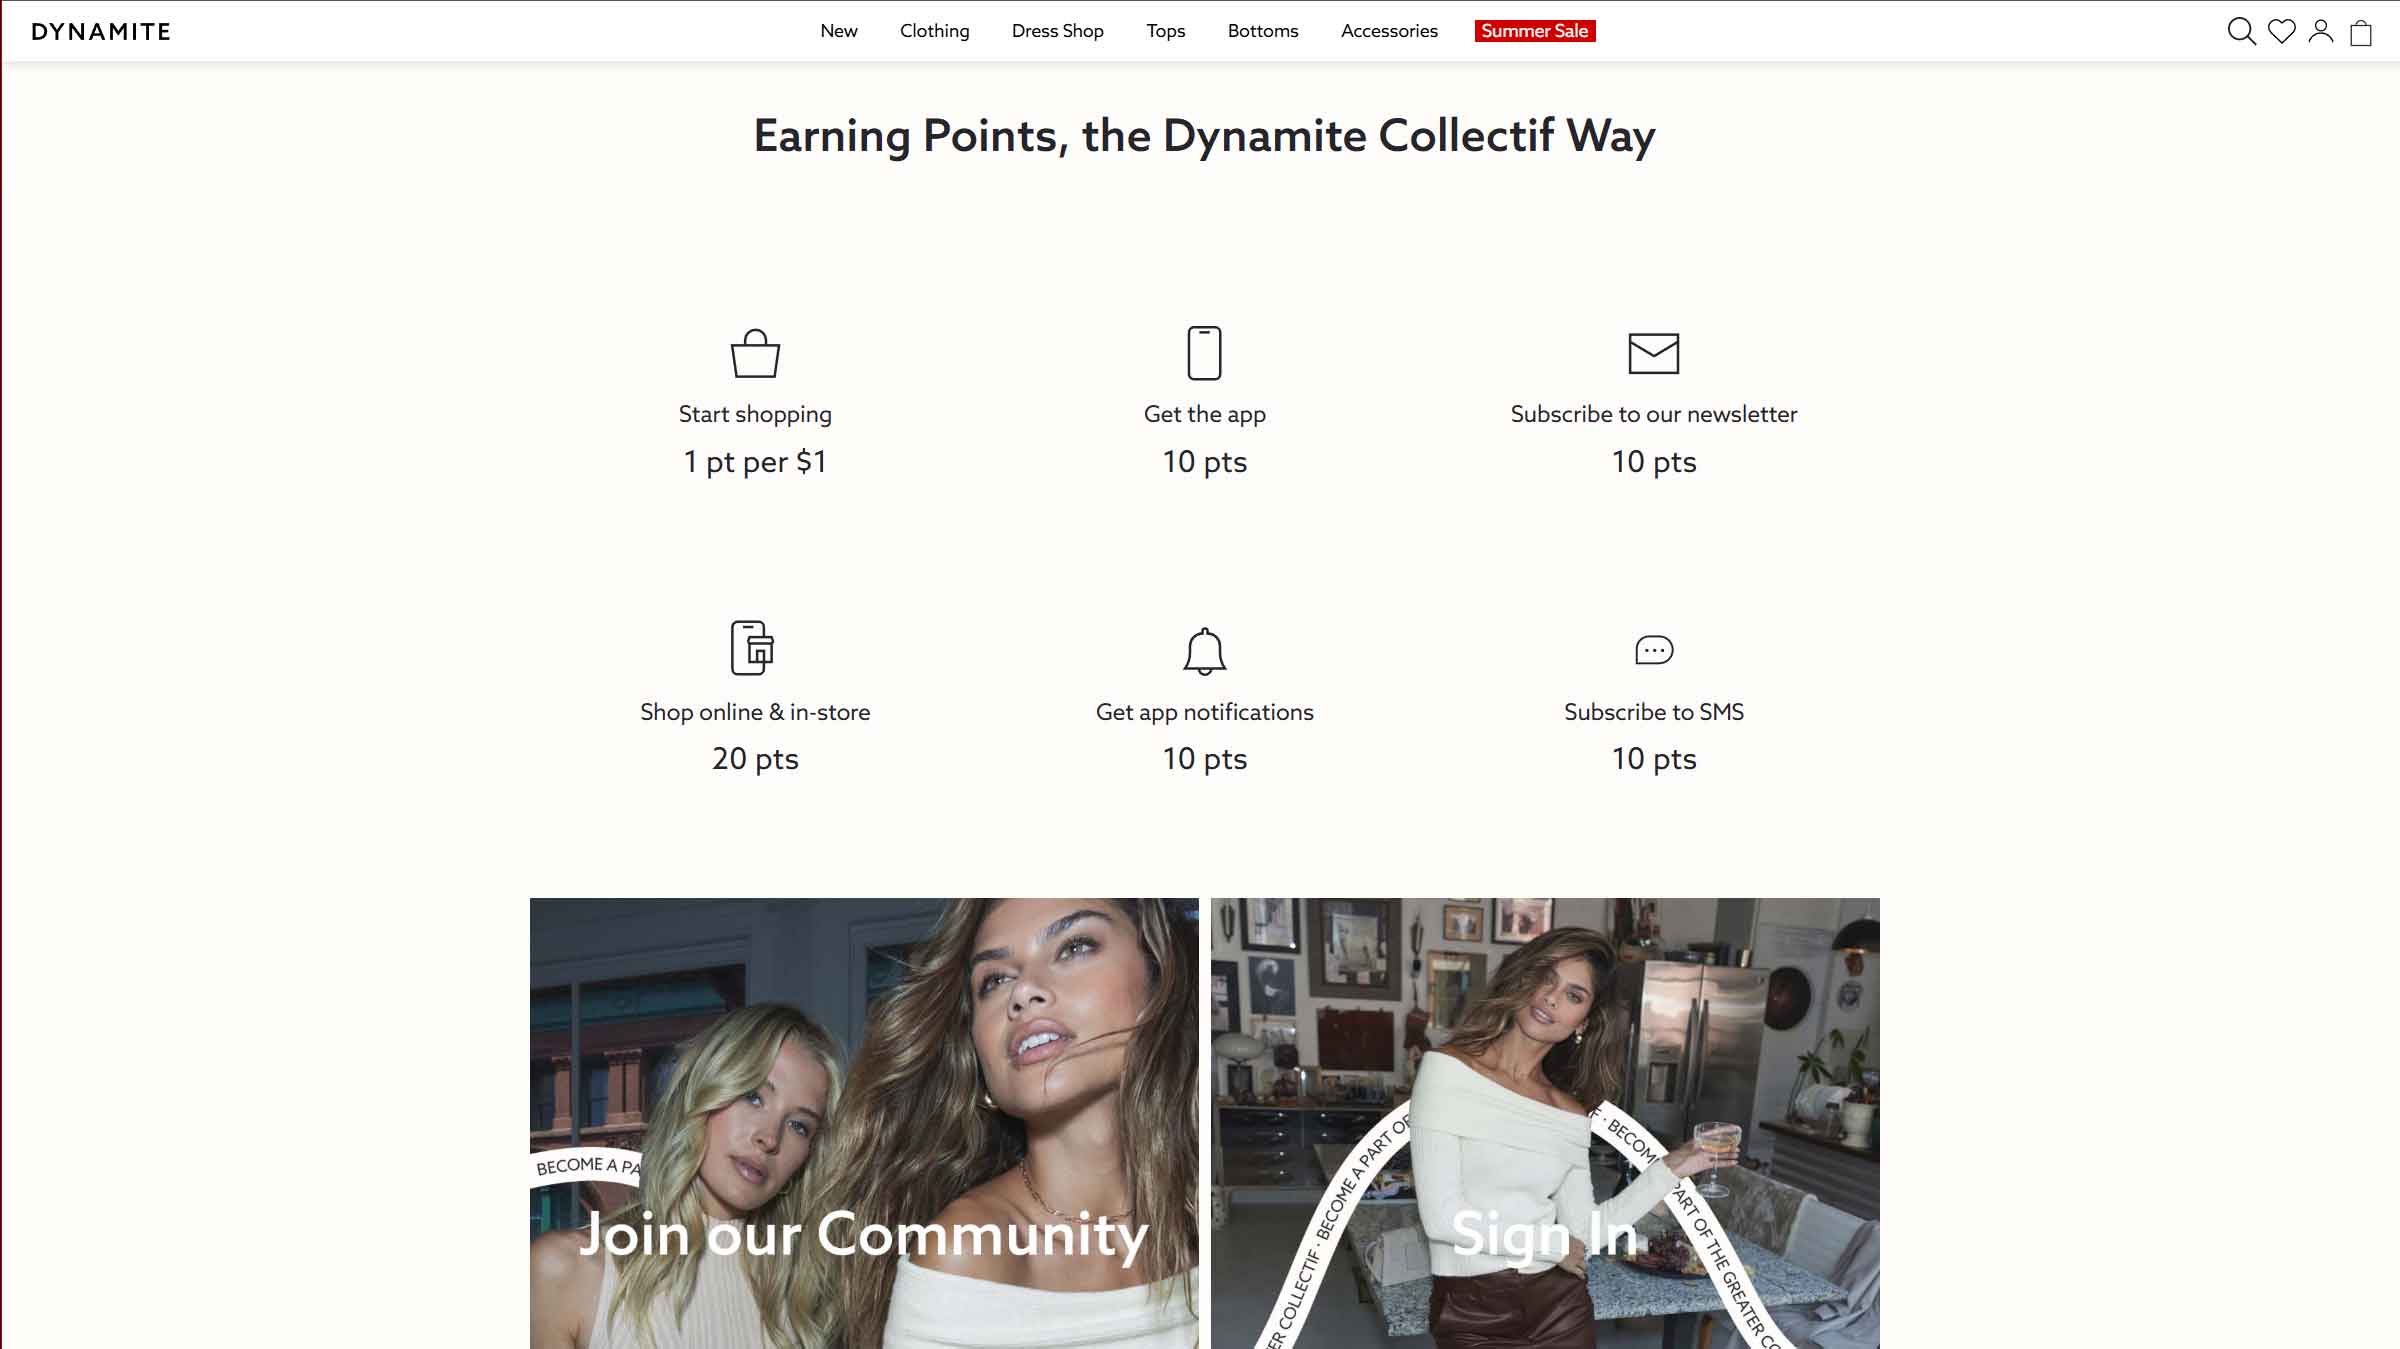 DYNAMITE
New Clothing Dress Shop Tops Bottoms Accessories Summer Sale
Earning Points, the Dynamite Collectif Way
Start shopping
1 pt per $1
Get the app
10 pts
Subscribe to our newsletter
10 pts
Shop online & in-store
20 pts
Get app notifications
10 pts
Subscribe to SMS
10 pts
BECOME A PA
Join our Community
ER COLLECTIF · BECOME A PART OF
F · BECOM
PART OF THE GREATER CO
Sign In